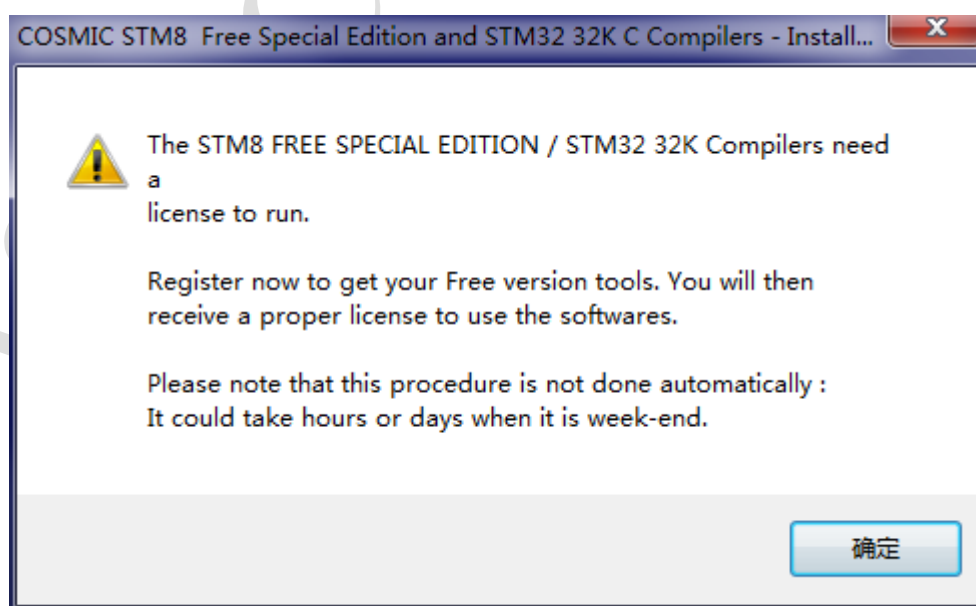 COSMIC STM8  Free Special Edition and STM32 32K C Compilers - Install...
The STM8 FREE SPECIAL EDITION / STM32 32K Compilers need
a
license to run.
Register now to get your Free version tools. You will then
receive a proper license to use the softwares.
Please note that this procedure is not done automatically :
It could take hours or days when it is week-end.
确定